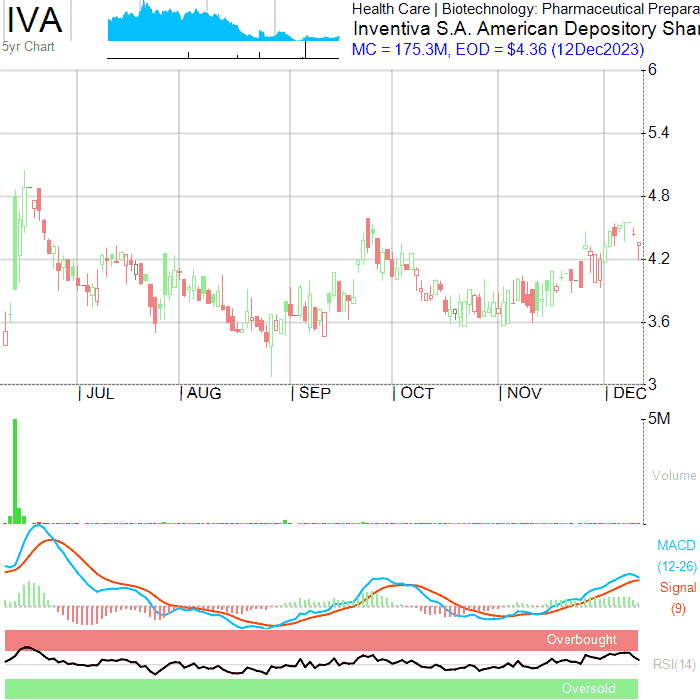 IVA
5yr Chart
Health Care | Biotechnology: Pharmaceutical Prepara
Inventiva S.A. American Depository Shar
MC = 175.3M, EOD = $4.36 (12Dec2023)
6
5.4
4.8
4.2
3.6
3
JUL AUG SEP OCT NOV DEC
5M
Volume
MACD
(12-26)
Signal
(9)
Overbought
RSI(14)
Oversold